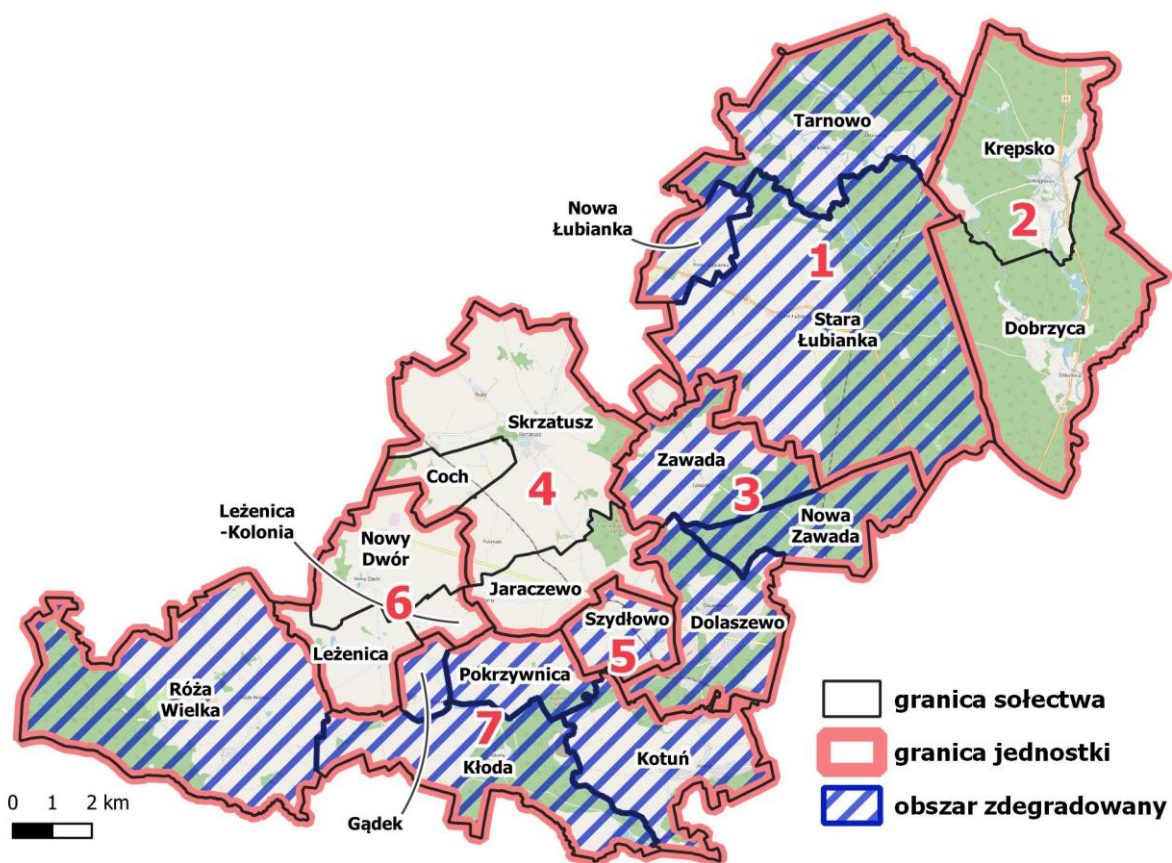 Tarnowo
Krępsko
2
Nowa
Łubianka
1
Stara
Łubianka
Dobrzyca
Skrzatusz
Zawada
Coch
4
3
Leżenica
-Kolonia
Nowy
Dwór
Nowa
Zawada
Jaraczewo
6
Szydłowo
Dolaszewo
Leżenica
5
Pokrzywnica
Róża
Wielka
7
Kłoda
Kotuń
Gądek
0 1 2 km
granica sołectwa
granica jednostki
obszar zdegradowany